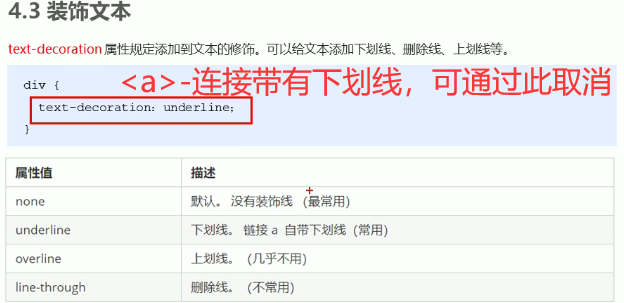 4.3 装饰文本
text-decoration 属性规定添加到文本的修饰。可以给文本添加下划线、删除线、上划线等。
<a>-连接带有下划线，可通过此取消
div {
text-decoration: underline;
}
属性值 描述
none 默认。没有装饰线 (最常用)
underline 下划线。链接 a 自带下划线 (常用)
overline 上划线。(几乎不用)
line-through 删除线。(不常用)